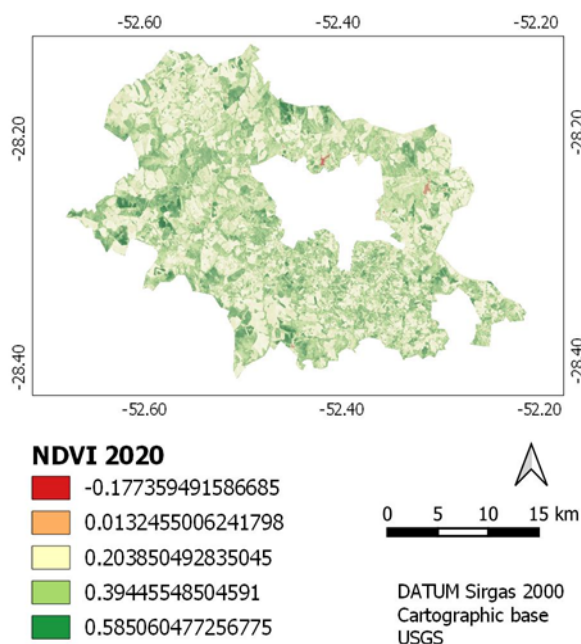 -52.60 -52.40 -52.20
-28.20 -28.20
-28.40 -28.40
-52.60 -52.40 -52.20
NDVI 2020
-0.177359491586685
0.0132455006241798
0.203850492835045
0.39445548504591
0.585060477256775
0 5 10 15 km
DATUM Sirgas 2000
Cartographic base
USGS